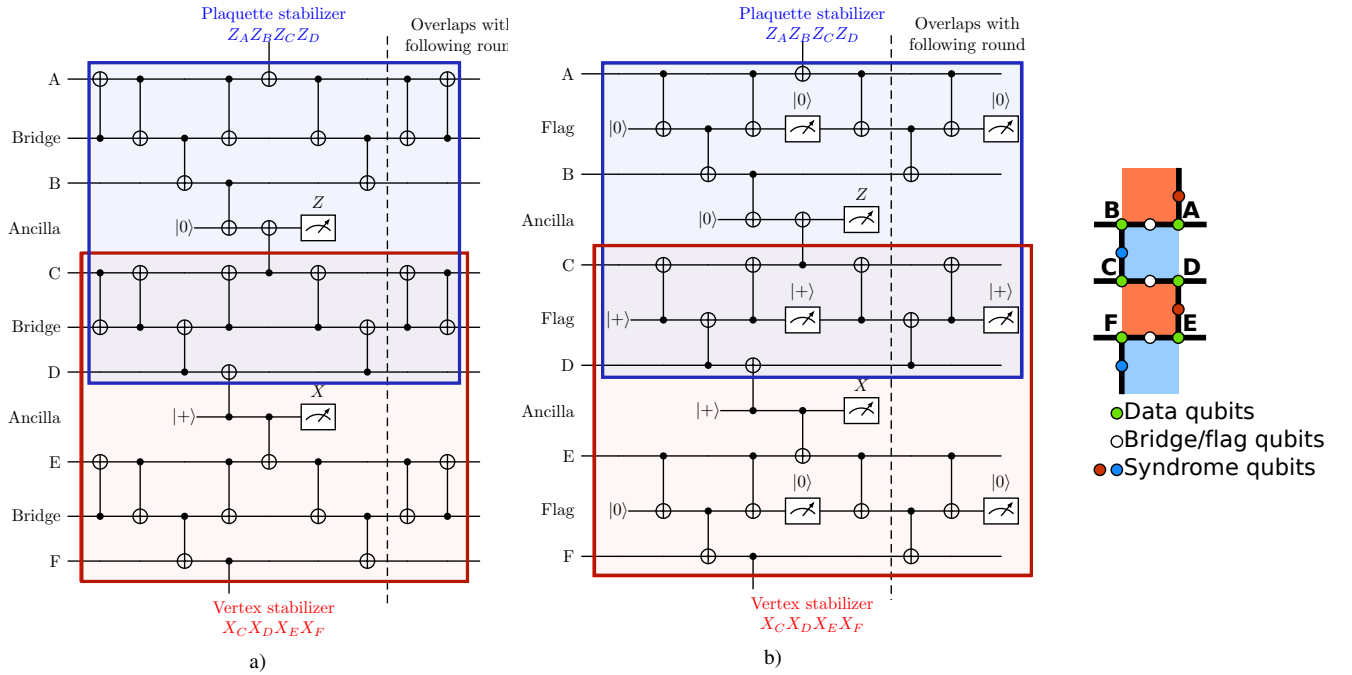 Plaquette stabilizer
Z_A Z_B Z_C Z_D
Overlaps with
following roun
A
Bridge
B
Z
Ancilla
|0⟩
C
Bridge
D
X
Ancilla
|+⟩
E
Bridge
F
Vertex stabilizer
X_C X_D X_E X_F
a)
Plaquette stabilizer
Z_A Z_B Z_C Z_D
Overlaps with
following round
A
|0⟩
|0⟩
Flag
|0⟩
B
Z
Ancilla
|0⟩
C
|+⟩
|+⟩
Flag
|+⟩
D
X
Ancilla
|+⟩
E
|0⟩
|0⟩
Flag
|0⟩
F
Vertex stabilizer
X_C X_D X_E X_F
b)
B A
C D
F E
Data qubits
Bridge/flag qubits
Syndrome qubits